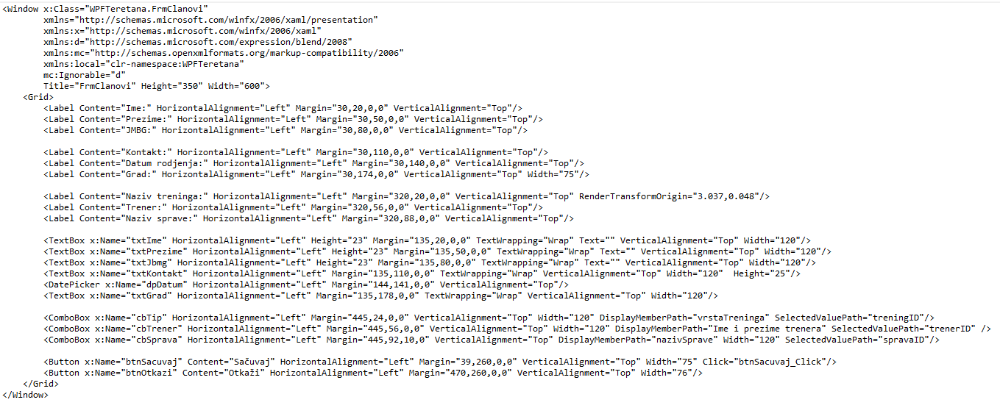 <Window x:Class="WPFTeretana.FrmClanovi"
        xmlns="http://schemas.microsoft.com/winfx/2006/xaml/presentation"
        xmlns:x="http://schemas.microsoft.com/winfx/2006/xaml"
        xmlns:d="http://schemas.microsoft.com/expression/blend/2008"
        xmlns:mc="http://schemas.openxmlformats.org/markup-compatibility/2006"
        xmlns:local="clr-namespace:WPFTeretana"
        mc:Ignorable="d"
        Title="FrmClanovi" Height="350" Width="600">
    <Grid>
        <Label Content="Ime:" HorizontalAlignment="Left" Margin="30,20,0,0" VerticalAlignment="Top"/>
        <Label Content="Prezime:" HorizontalAlignment="Left" Margin="30,50,0,0" VerticalAlignment="Top"/>
        <Label Content="JMBG:" HorizontalAlignment="Left" Margin="30,80,0,0" VerticalAlignment="Top"/>

        <Label Content="Kontakt:" HorizontalAlignment="Left" Margin="30,110,0,0" VerticalAlignment="Top"/>
        <Label Content="Datum rodjenja:" HorizontalAlignment="Left" Margin="30,140,0,0" VerticalAlignment="Top"/>
        <Label Content="Grad:" HorizontalAlignment="Left" Margin="30,174,0,0" VerticalAlignment="Top" Width="75"/>

        <Label Content="Naziv treninga:" HorizontalAlignment="Left" Margin="320,20,0,0" VerticalAlignment="Top" RenderTransformOrigin="3.037,0.048"/>
        <Label Content="Trener:" HorizontalAlignment="Left" Margin="320,56,0,0" VerticalAlignment="Top"/>
        <Label Content="Naziv sprave:" HorizontalAlignment="Left" Margin="320,88,0,0" VerticalAlignment="Top"/>

        <TextBox x:Name="txtIme" HorizontalAlignment="Left" Height="23" Margin="135,20,0,0" TextWrapping="Wrap" Text="" VerticalAlignment="Top" Width="120"/>
        <TextBox x:Name="txtPrezime" HorizontalAlignment="Left" Height="23" Margin="135,50,0,0" TextWrapping="Wrap" Text="" VerticalAlignment="Top" Width="120"/>
        <TextBox x:Name="txtJbmg" HorizontalAlignment="Left" Height="23" Margin="135,80,0,0" TextWrapping="Wrap" Text="" VerticalAlignment="Top" Width="120"/>
        <TextBox x:Name="txtKontakt" HorizontalAlignment="Left" Margin="135,110,0,0" TextWrapping="Wrap" VerticalAlignment="Top" Width="120"  Height="25"/>
        <DatePicker x:Name="dpDatum" HorizontalAlignment="Left" Margin="144,141,0,0" VerticalAlignment="Top"/>
        <TextBox x:Name="txtGrad" HorizontalAlignment="Left" Margin="135,178,0,0" TextWrapping="Wrap" VerticalAlignment="Top" Width="120"/>

        <ComboBox x:Name="cbTip" HorizontalAlignment="Left" Margin="445,24,0,0" VerticalAlignment="Top" Width="120" DisplayMemberPath="vrstaTreninga" SelectedValuePath="treningID"/>
        <ComboBox x:Name="cbTrener" HorizontalAlignment="Left" Margin="445,56,0,0" VerticalAlignment="Top" Width="120" DisplayMemberPath="Ime i prezime trenera" SelectedValuePath="trenerID" />
        <ComboBox x:Name="cbSprava" HorizontalAlignment="Left" Margin="445,92,10,0" VerticalAlignment="Top" DisplayMemberPath="nazivSprave" Width="120" SelectedValuePath="spravaID"/>

        <Button x:Name="btnSacuvaj" Content="Sačuvaj" HorizontalAlignment="Left" Margin="39,260,0,0" VerticalAlignment="Top" Width="75" Click="btnSacuvaj_Click"/>
        <Button x:Name="btnOtkazi" Content="Otkaži" HorizontalAlignment="Left" Margin="470,260,0,0" VerticalAlignment="Top" Width="76"/>
    </Grid>
</Window>